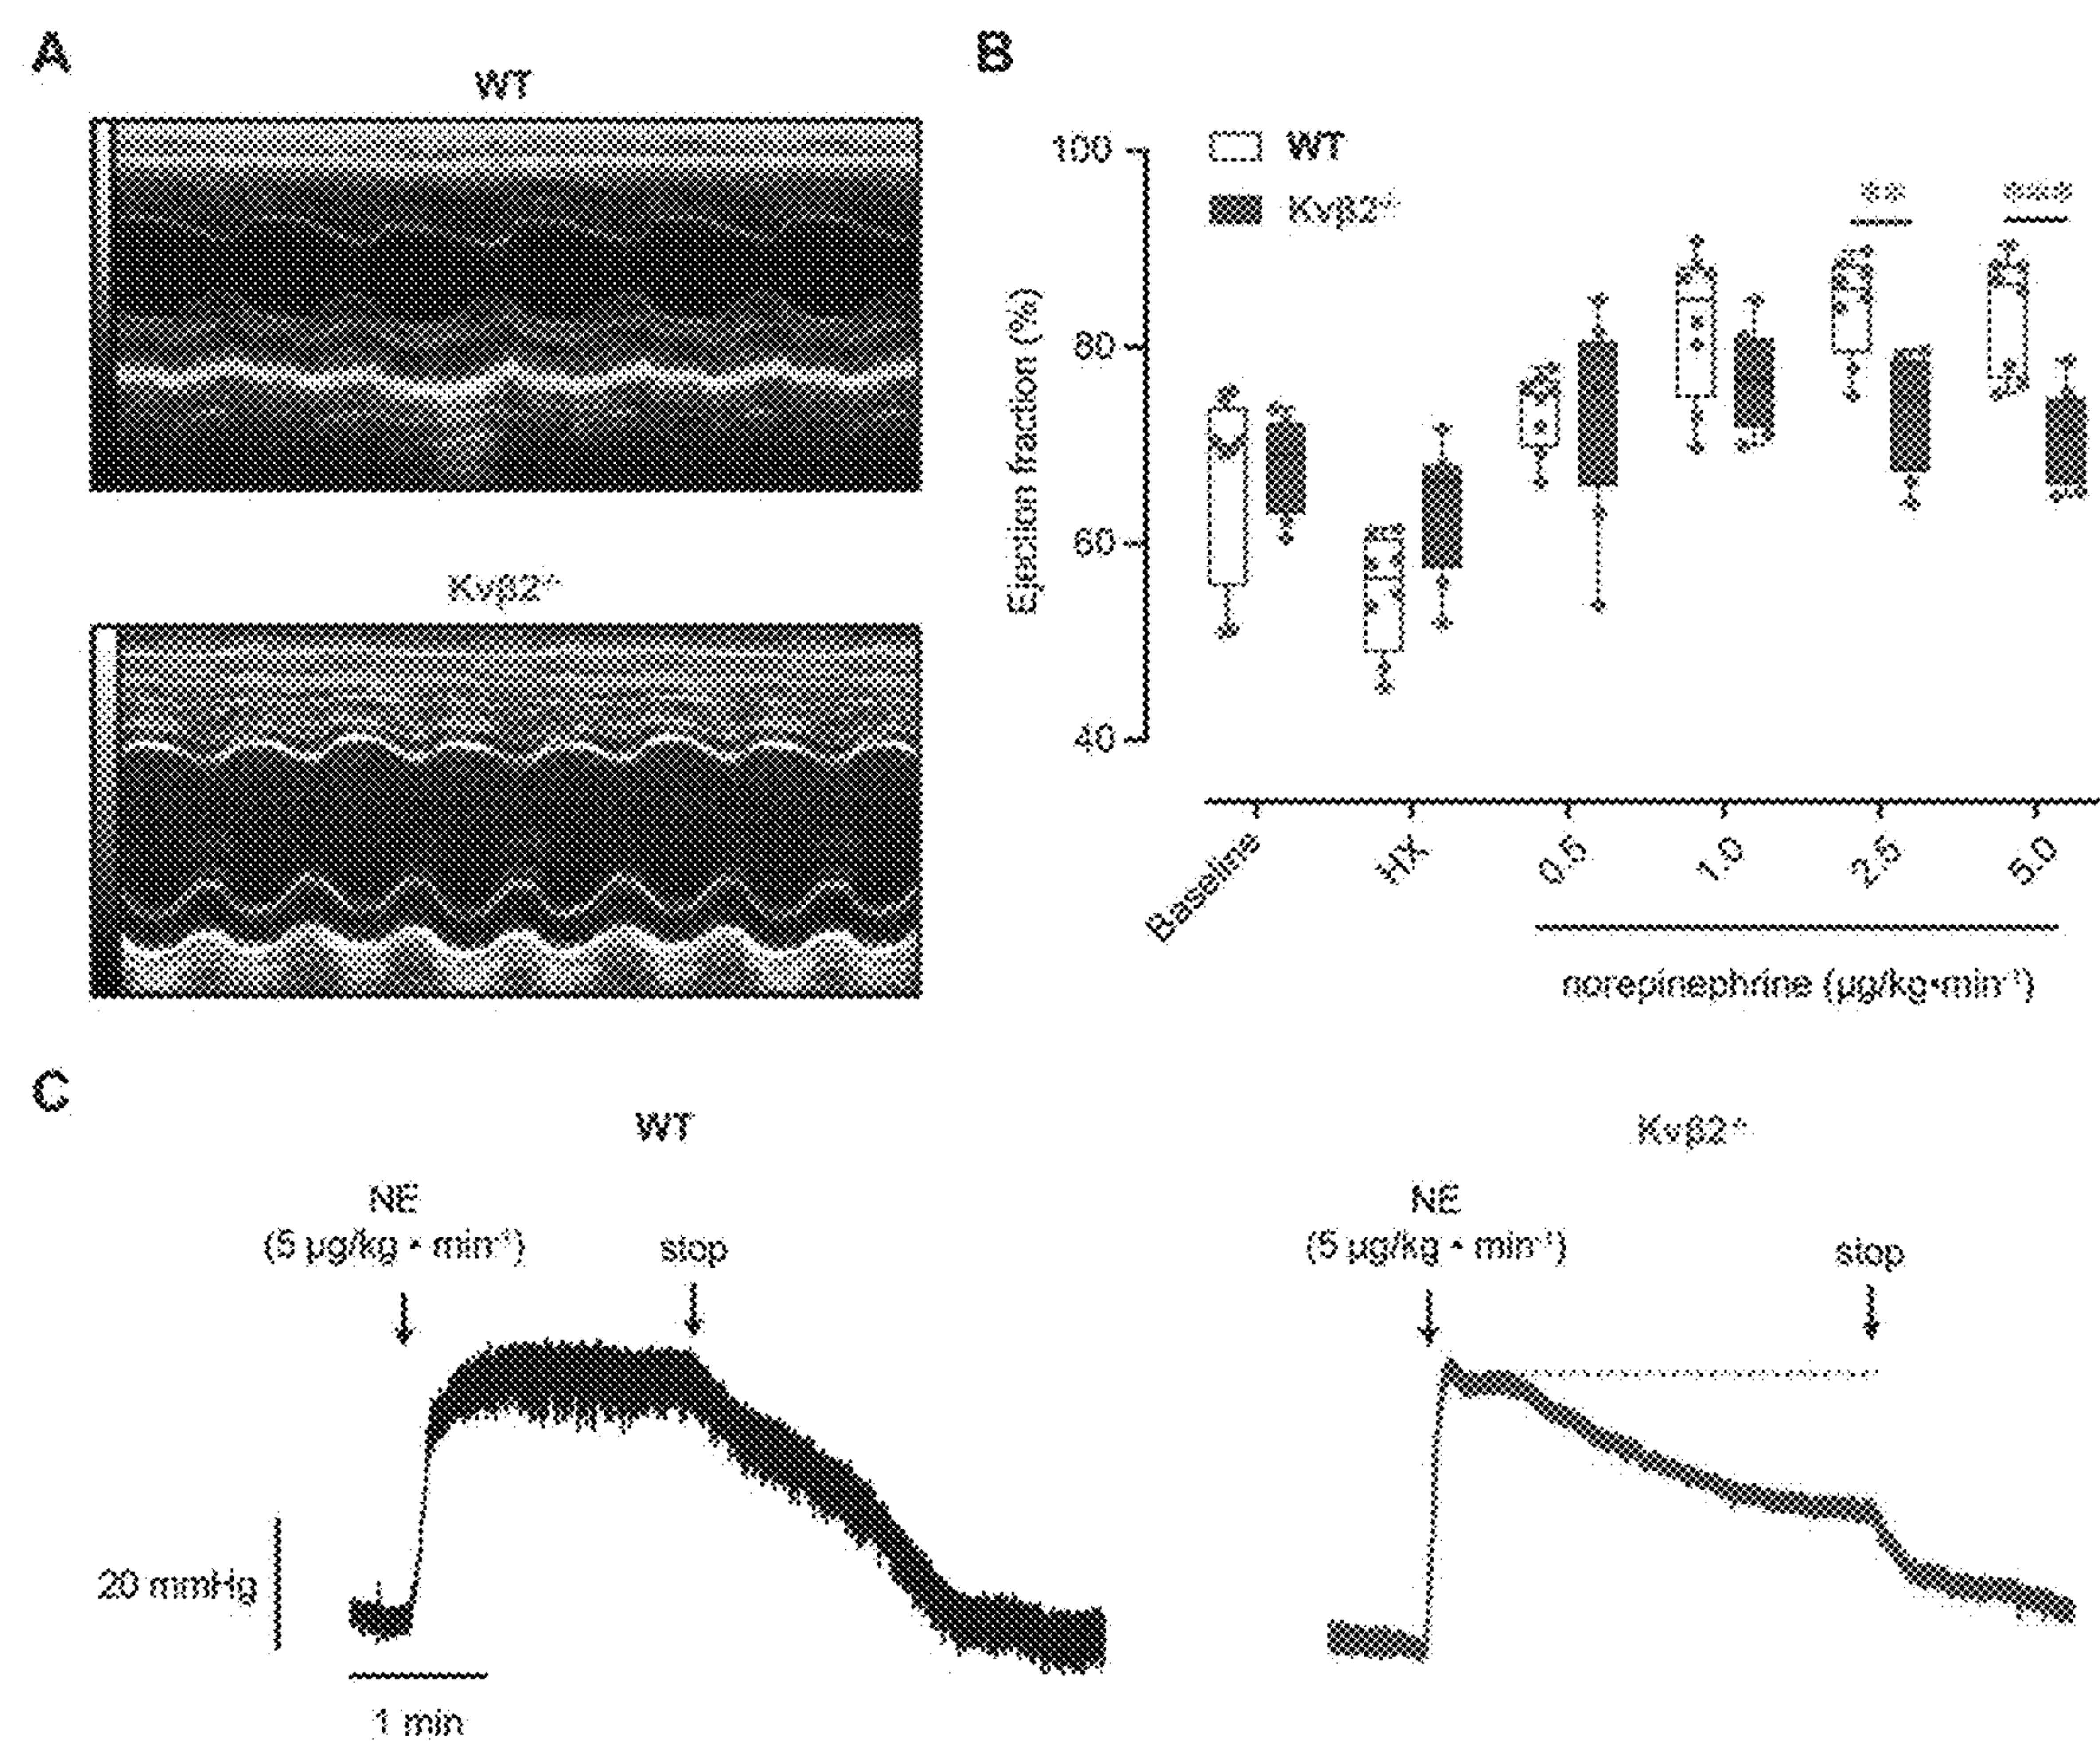 A
WT
Kvβ2-/-
B
100
80
60
40
Ejection fraction (%)
WT
Kvβ2-/-
**
***
Baseline
HX
0.5
1.0
2.5
5.0
norepinephrine (μg/kg•min-1)
C
WT
NE
(5 μg/kg • min-1)
stop
20 mmHg
1 min
Kvβ2-/-
NE
(5 μg/kg • min-1)
stop